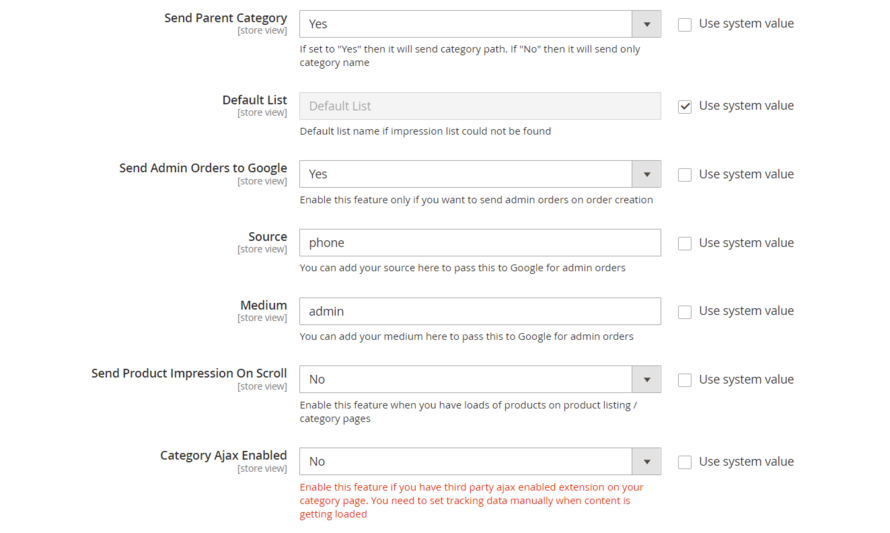 Send Parent Category
[store view]
Yes
Use system value
If set to "Yes" then it will send category path. If "No" then it will send only
category name
Default List
[store view]
Default List
Use system value
Default list name if impression list could not be found
Send Admin Orders to Google
[store view]
Yes
Use system value
Enable this feature only if you want to send admin orders on order creation
Source
[store view]
phone
Use system value
You can add your source here to pass this to Google for admin orders
Medium
[store view]
admin
Use system value
You can add your medium here to pass this to Google for admin orders
Send Product Impression On Scroll
[store view]
No
Use system value
Enable this feature when you have loads of products on product listing /
category pages
Category Ajax Enabled
[store view]
No
Use system value
Enable this feature if you have third party ajax enabled extension on your
category page. You need to set tracking data manually when content is
getting loaded